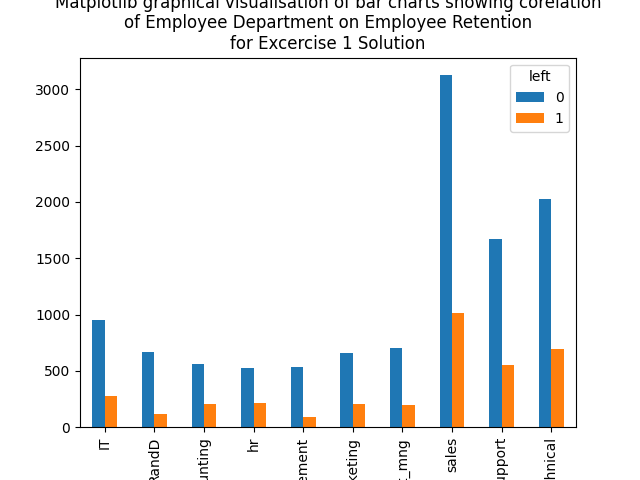 Matplotlib graphical visualisation of bar charts showing corelation
of Employee Department on Employee Retention
for Excercise 1 Solution
left
0
1
3000
2500
2000
1500
1000
500
0
IT
RandD
unting
hr
ement
keting
t_mng
sales
upport
hnical